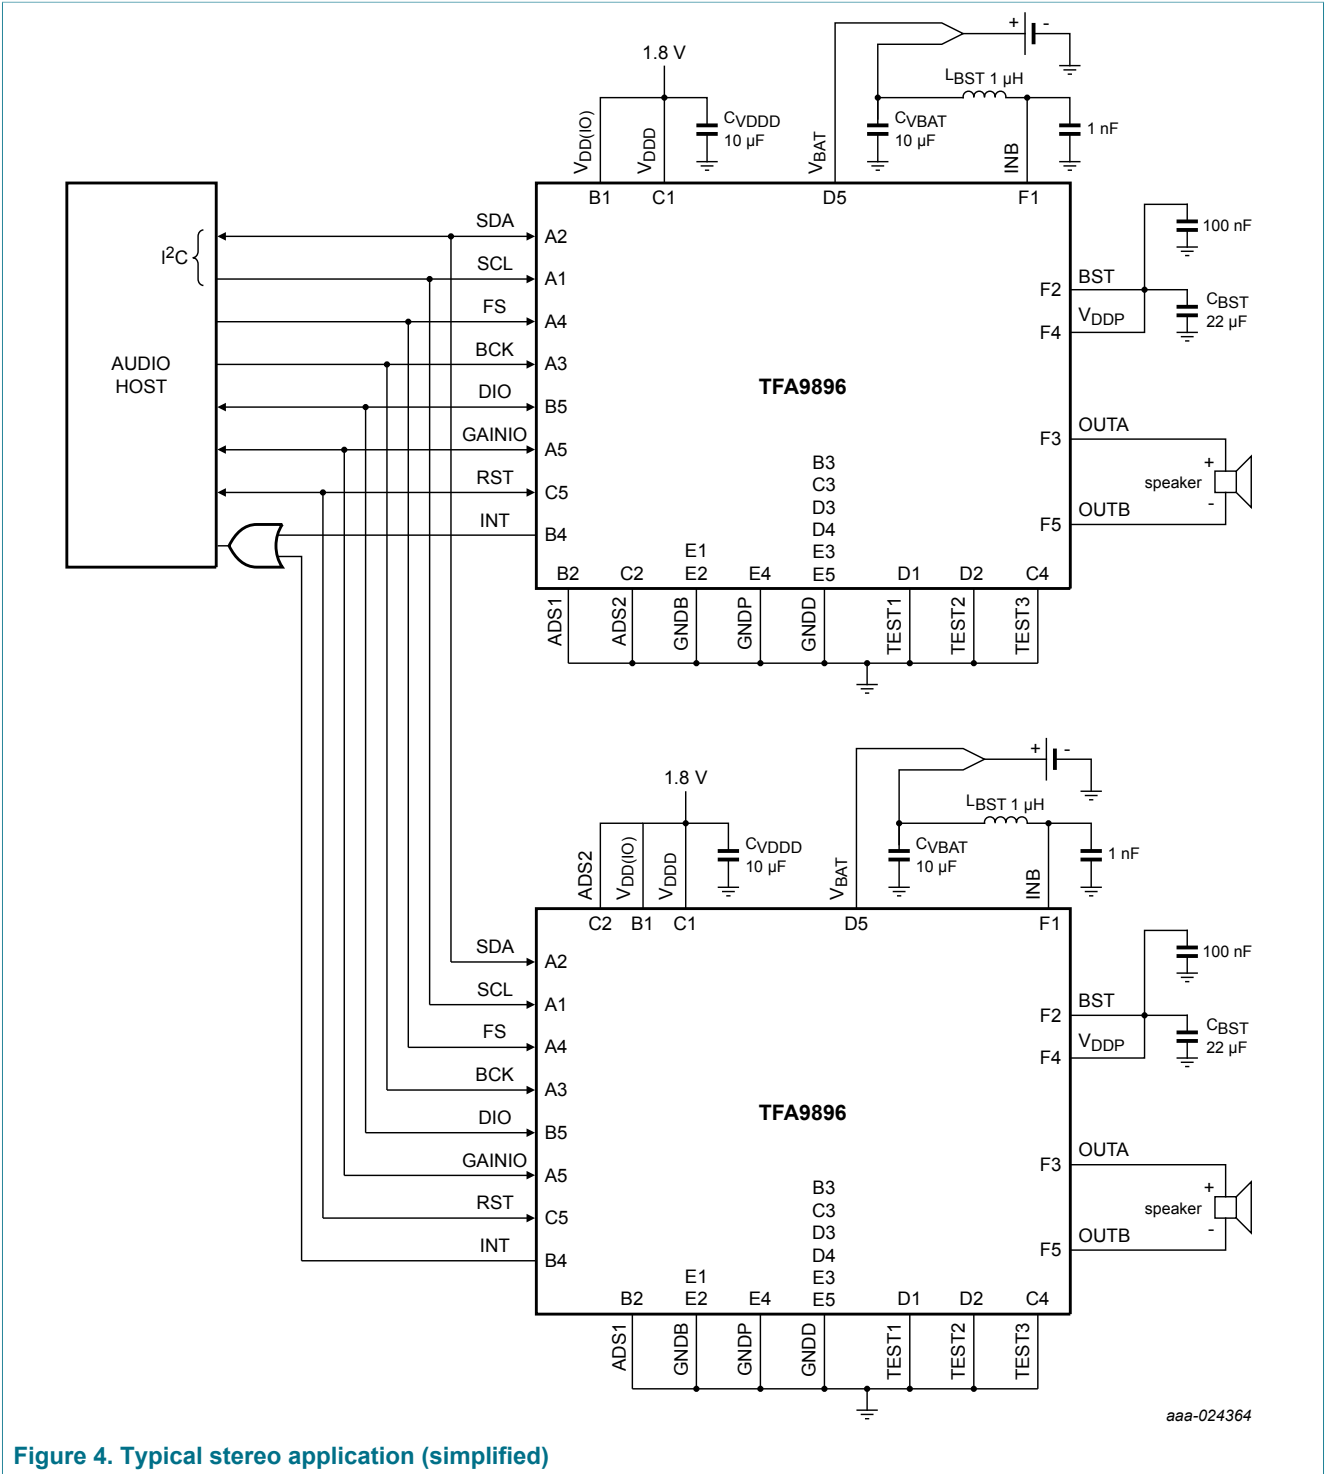 1.8 V
+ -
LBST 1 µH
CVDDD
10 µF
CVBAT
10 µF
1 nF
VDD(IO)
VDDD
VBAT
INB
B1 C1 D5 F1
AUDIO
HOST
I2C
SDA A2
SCL A1
FS A4
BCK A3
DIO B5
GAINIO A5
RST C5
INT B4
TFA9896
100 nF
F2 BST
CBST
22 µF
F4 VDDP
F3 OUTA
+
speaker
-
F5 OUTB
B3
C3
D3
D4
E1 E3
B2 C2 E2 E4 E5 D1 D2 C4
ADS1
ADS2
GNDB
GNDP
GNDD
TEST1
TEST2
TEST3
1.8 V
+ -
LBST 1 µH
CVDDD
10 µF
CVBAT
10 µF
1 nF
ADS2
VDD(IO)
VDDD
VBAT
INB
C2 B1 C1 D5 F1
SDA A2
SCL A1
FS A4
BCK A3
DIO B5
GAINIO A5
RST C5
INT B4
TFA9896
100 nF
F2 BST
CBST
22 µF
F4 VDDP
F3 OUTA
+
speaker
-
F5 OUTB
B3
C3
D3
D4
E1 E3
B2 E2 E4 E5 D1 D2 C4
ADS1
GNDB
GNDP
GNDD
TEST1
TEST2
TEST3
aaa-024364
Figure 4. Typical stereo application (simplified)